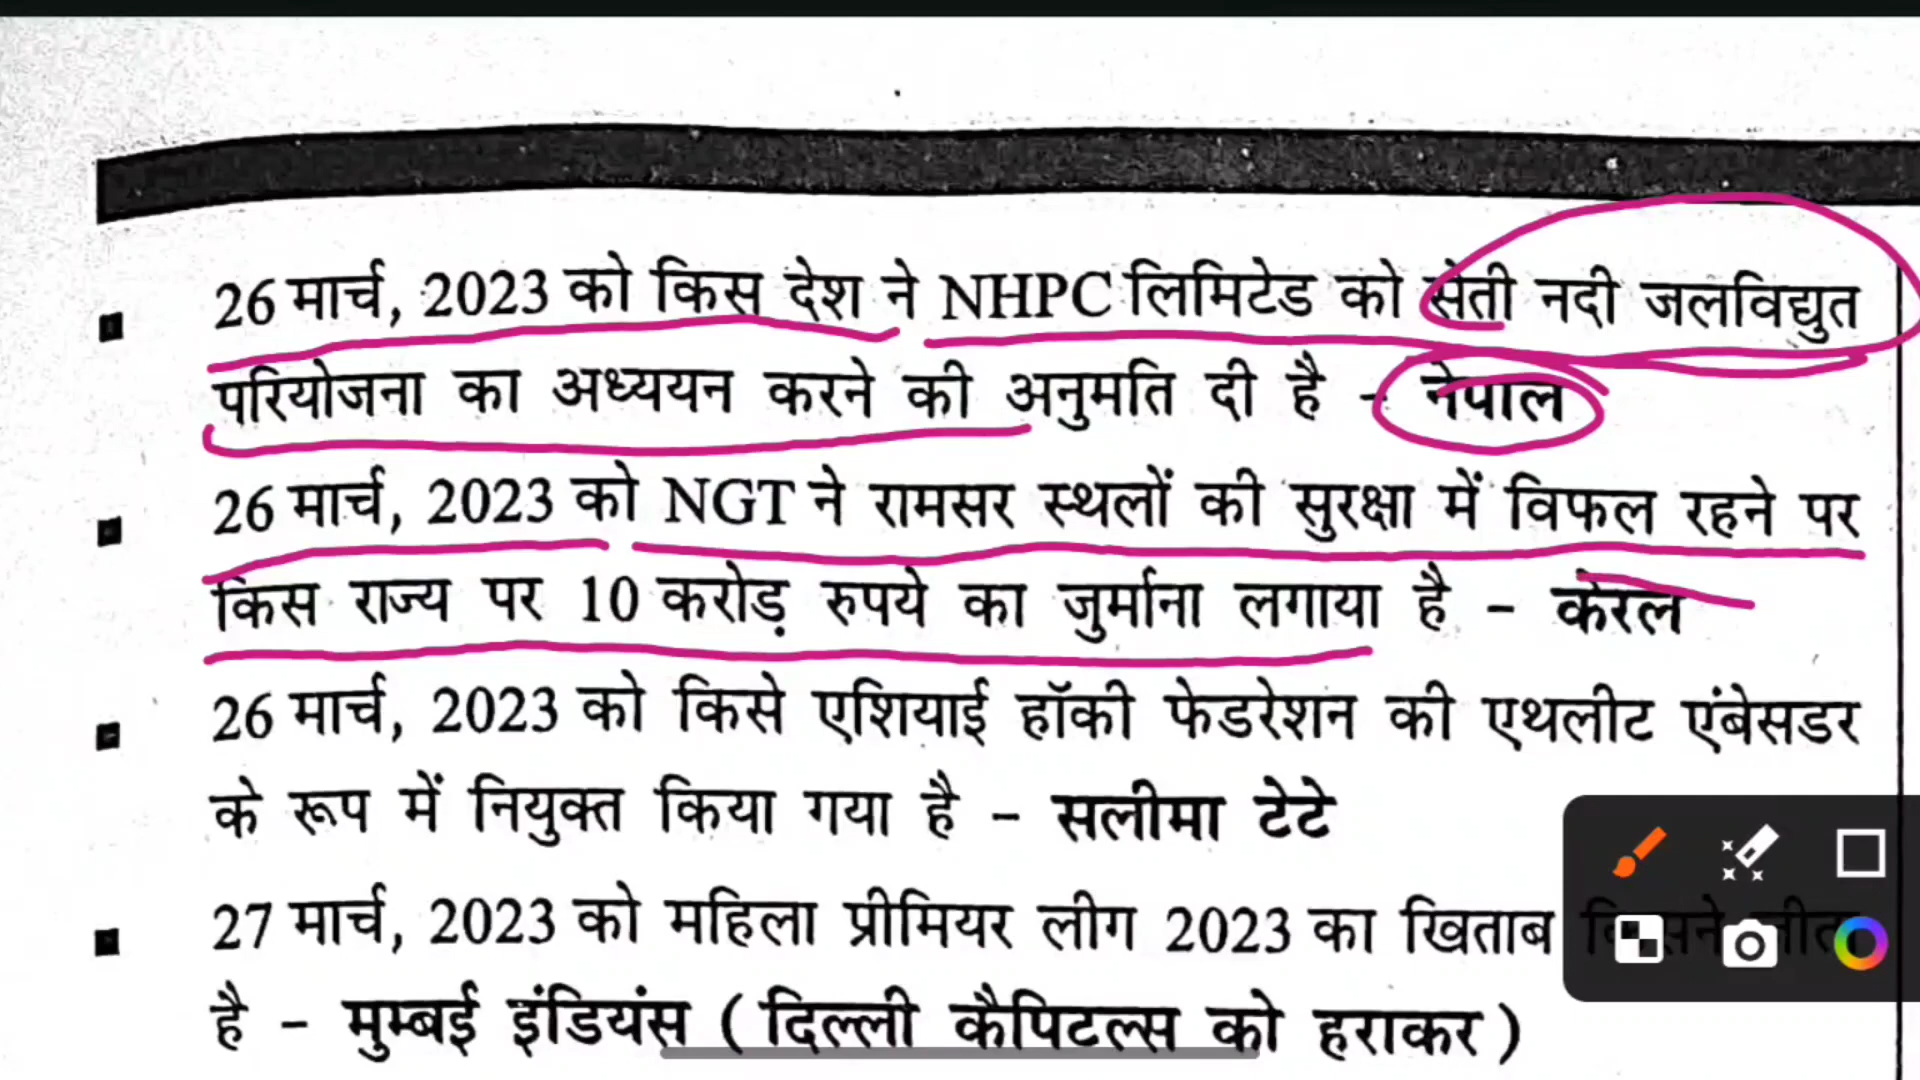 26 मार्च, 2023 को किस देश ने NHPC लिमिटेड को सेती नदी जलविद्युत
परियोजना का अध्ययन करने की अनुमति दी है - नेपाल
26 मार्च, 2023 को NGT ने रामसर स्थलों की सुरक्षा में विफल रहने पर
किस राज्य पर 10 करोड़ रुपये का जुर्माना लगाया है - केरल
26 मार्च, 2023 को किसे एशियाई हॉकी फेडरेशन की एथलीट एंबेसडर
के रूप में नियुक्त किया गया है - सलीमा टेटे
27 मार्च, 2023 को महिला प्रीमियर लीग 2023 का खिताब किसने जीता
है - मुम्बई इंडियंस ( दिल्ली कैपिटल्स को हराकर )